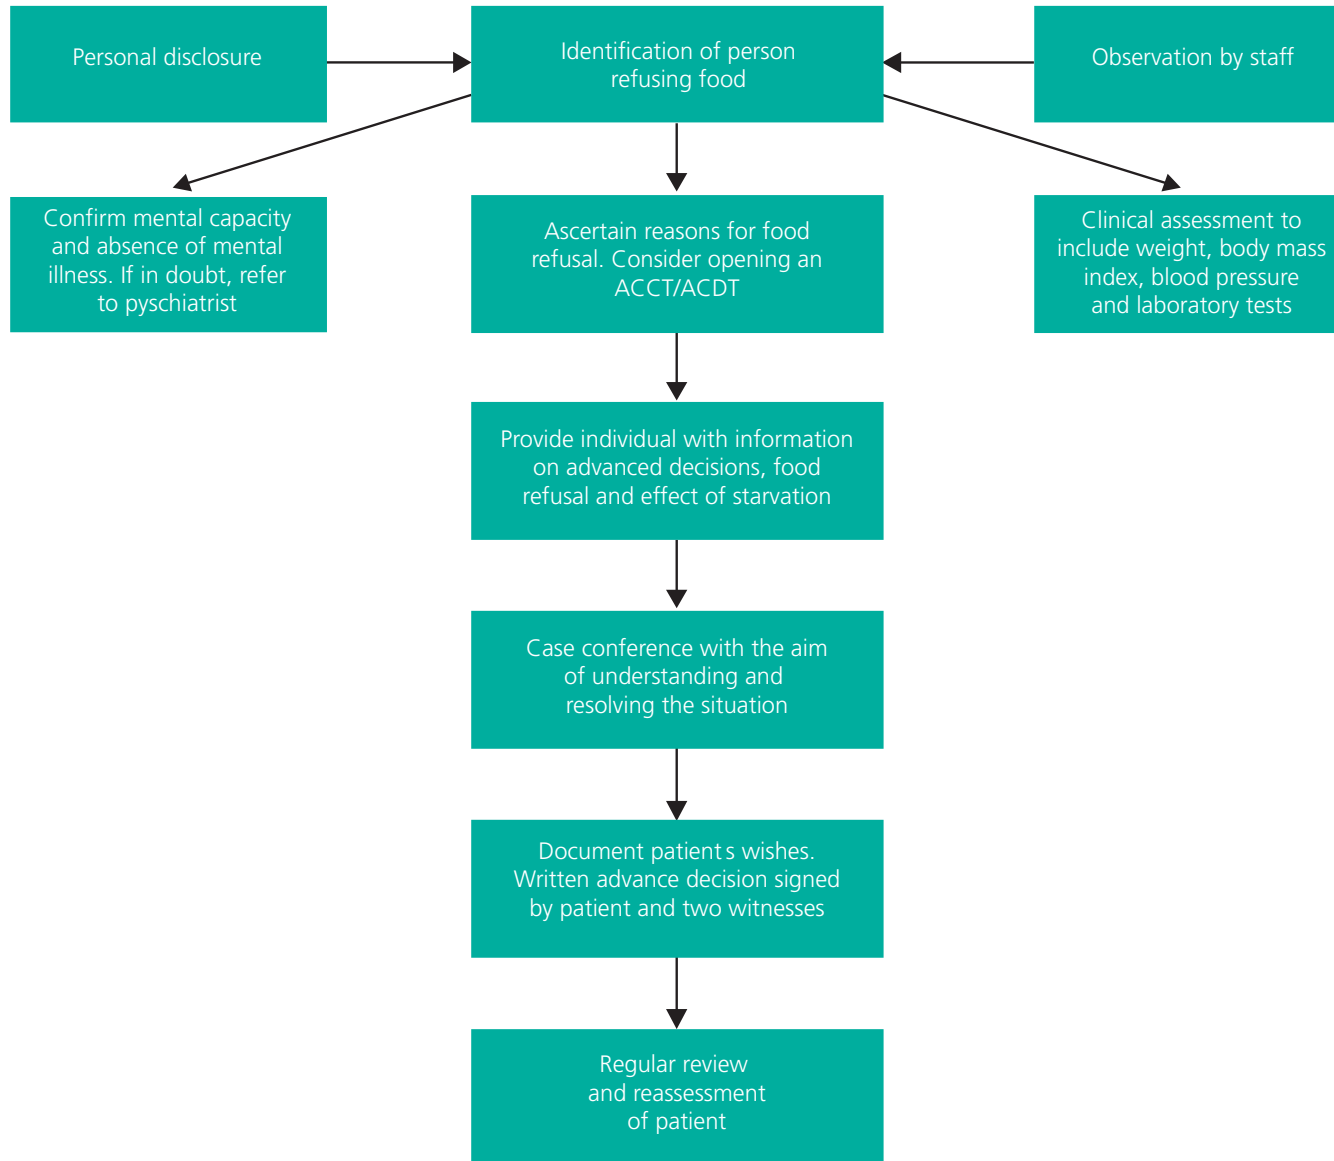 Personal disclosure
Identification of person
refusing food
Observation by staff
Confirm mental capacity
and absence of mental
illness. If in doubt, refer
to pyschiatrist
Ascertain reasons for food
refusal. Consider opening an
ACCT/ACDT
Clinical assessment to
include weight, body mass
index, blood pressure
and laboratory tests
Provide individual with information
on advanced decisions, food
refusal and effect of starvation
Case conference with the aim
of understanding and
resolving the situation
Document patient s wishes.
Written advance decision signed
by patient and two witnesses
Regular review
and reassessment
of patient